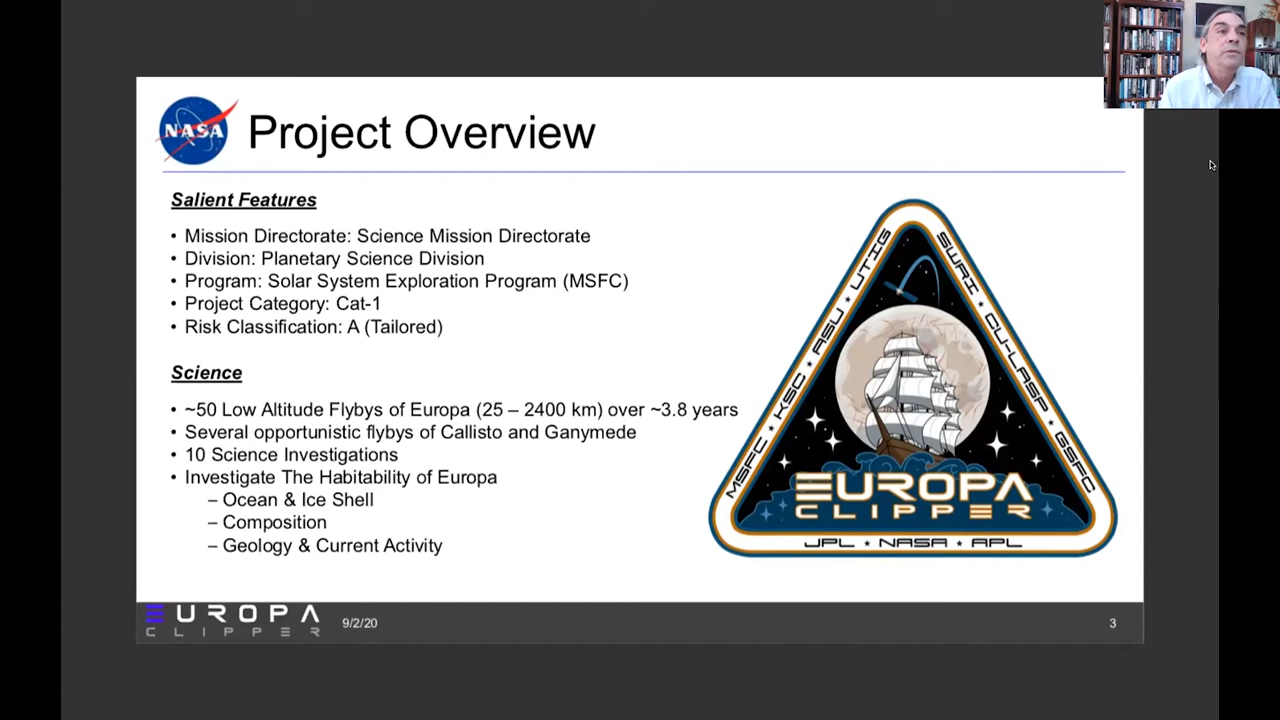 NASA
Project Overview
Salient Features
• Mission Directorate: Science Mission Directorate
• Division: Planetary Science Division
• Program: Solar System Exploration Program (MSFC)
• Project Category: Cat-1
• Risk Classification: A (Tailored)
Science
• ~50 Low Altitude Flybys of Europa (25 – 2400 km) over ~3.8 years
• Several opportunistic flybys of Callisto and Ganymede
• 10 Science Investigations
• Investigate The Habitability of Europa
– Ocean & Ice Shell
– Composition
– Geology & Current Activity
MSFC ★ KSC ★ ASU ★ UTIG
SWRI ★ CU-LASP ★ GSFC
EUROPA
CLIPPER
JPL ★ NASA ★ APL
EUROPA
CLIPPER
9/2/20
3